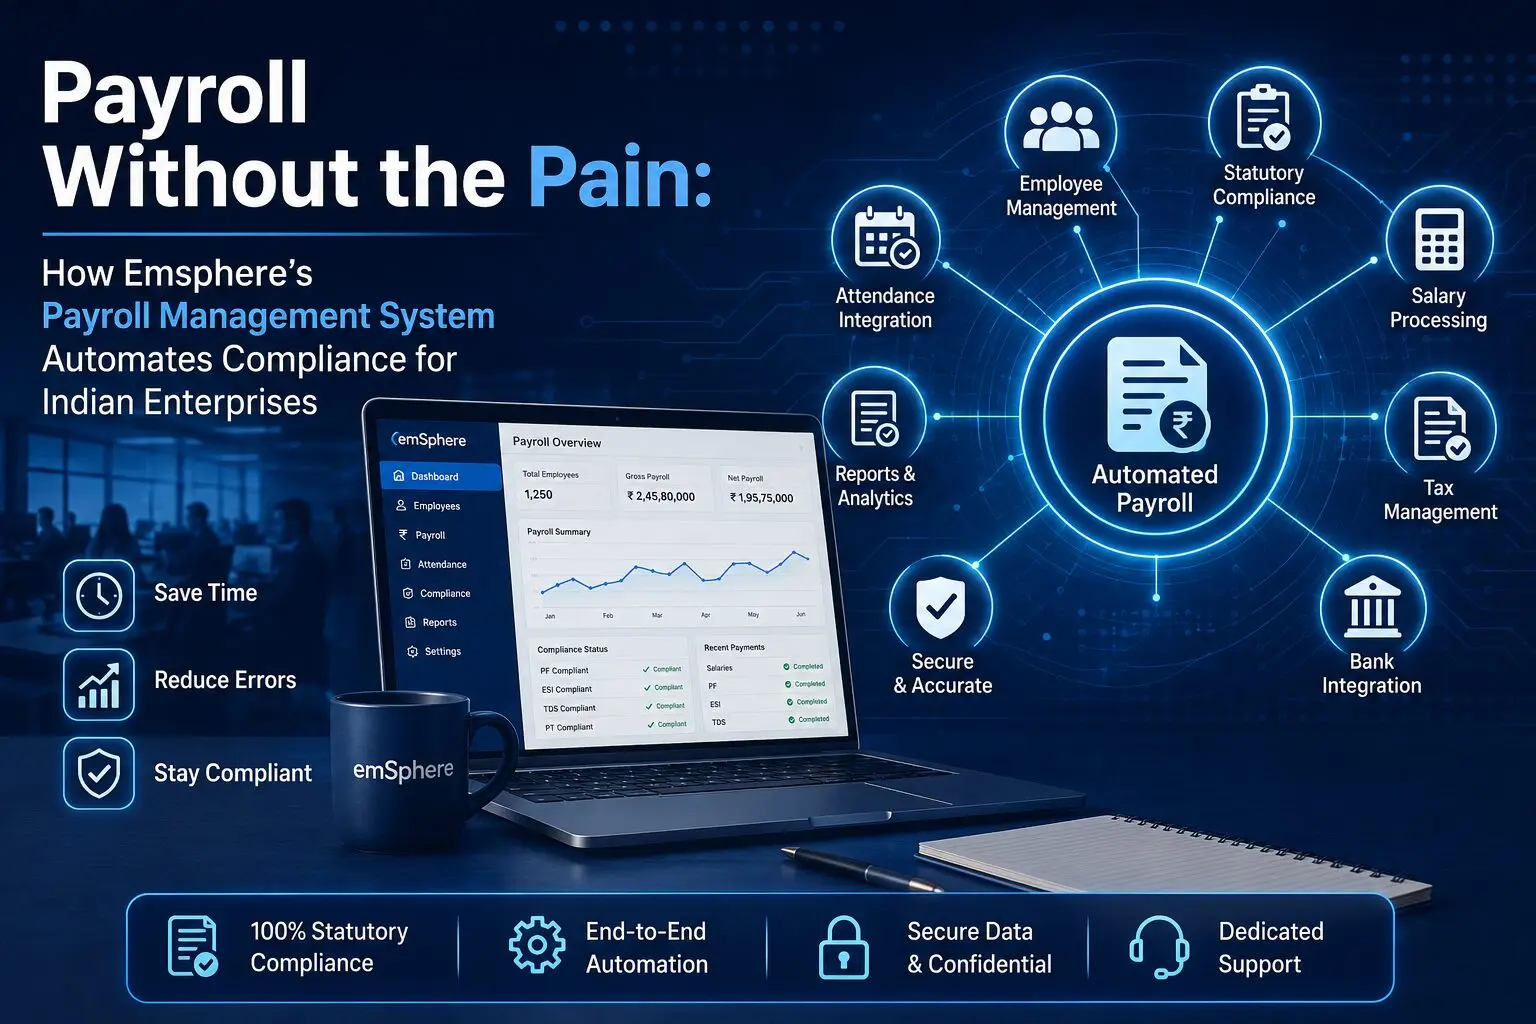 Payroll
Without the Pain:
How Emsphere's
Payroll Management System
Automates Compliance for
Indian Enterprises
Save Time
Reduce Errors
Stay Compliant
emSphere
Dashboard
Employees
Payroll
Attendance
Compliance
Reports
Settings
Payroll Overview
Total Employees
1,250
Gross Payroll
₹ 2,45,80,000
Net Payroll
₹ 1,95,75,000
Payroll Summary
Jan Feb Mar Apr May Jun
Compliance Status
PF Compliant Compliant
ESI Compliant Compliant
TDS Compliant Compliant
PT Compliant Compliant
Recent Payments
Salaries Completed
PF Completed
ESI Completed
TDS Completed
emSphere
Employee
Management
Statutory
Compliance
Attendance
Integration
Salary
Processing
Reports &
Analytics
₹
Automated
Payroll
Tax
Management
Secure
& Accurate
Bank
Integration
100% Statutory
Compliance
End-to-End
Automation
Secure Data
& Confidential
Dedicated
Support